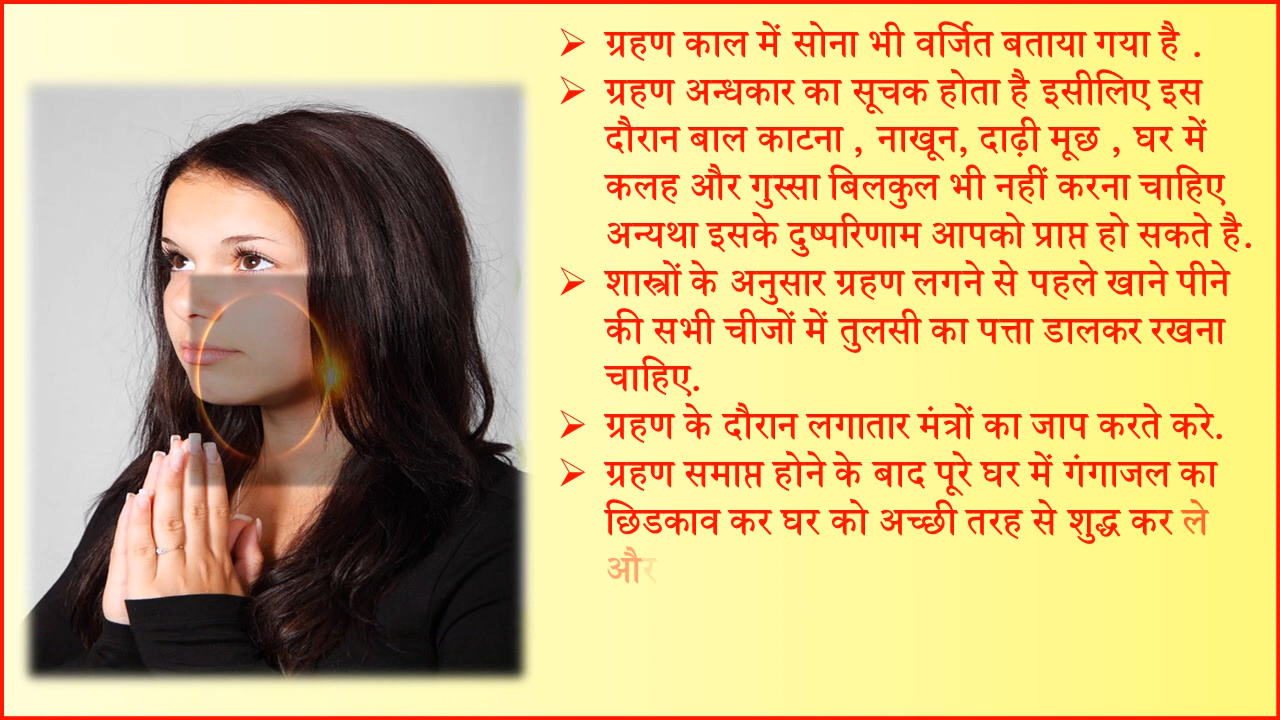 ग्रहण काल में सोना भी वर्जित बताया गया है .
ग्रहण अन्धकार का सूचक होता है इसीलिए इस
दौरान बाल काटना , नाखून, दाढ़ी मूछ , घर में
कलह और गुस्सा बिलकुल भी नहीं करना चाहिए
अन्यथा इसके दुष्परिणाम आपको प्राप्त हो सकते है.
शास्त्रों के अनुसार ग्रहण लगने से पहले खाने पीने
की सभी चीजों में तुलसी का पत्ता डालकर रखना
चाहिए.
ग्रहण के दौरान लगातार मंत्रों का जाप करते करे.
ग्रहण समाप्त होने के बाद पूरे घर में गंगाजल का
छिडकाव कर घर को अच्छी तरह से शुद्ध कर ले
और